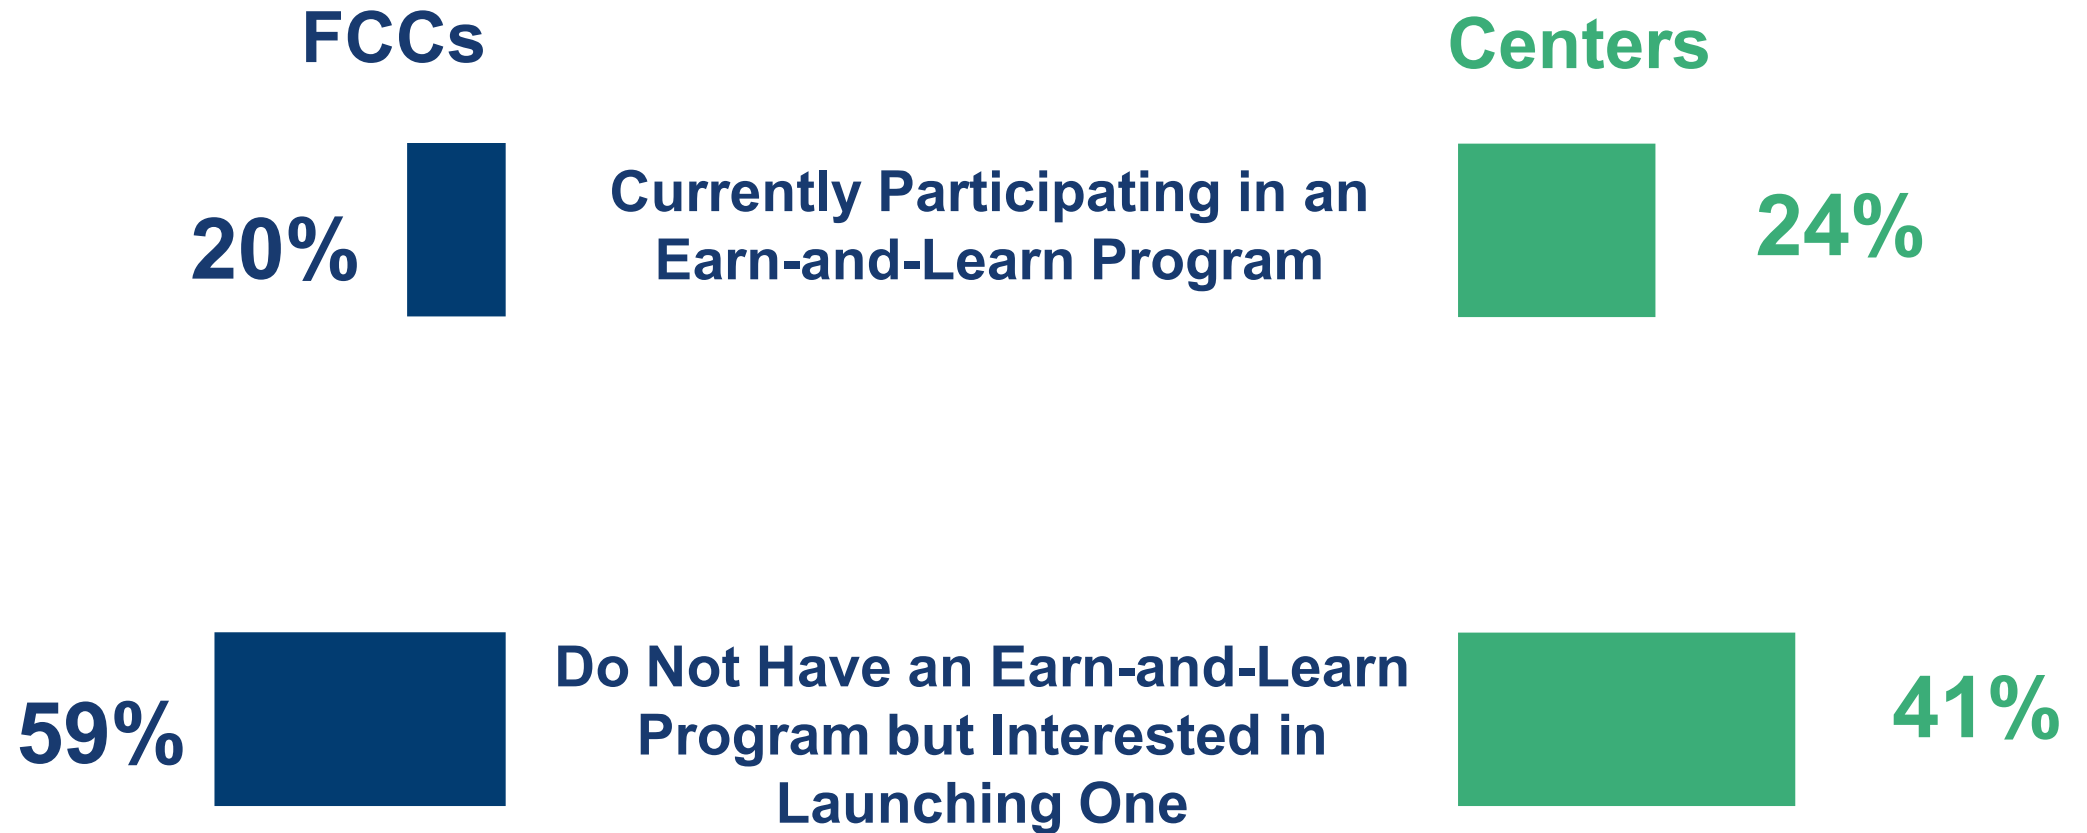 FCCs
Centers
20%
Currently Participating in an
Earn-and-Learn Program
24%
59%
Do Not Have an Earn-and-Learn
Program but Interested in
Launching One
41%